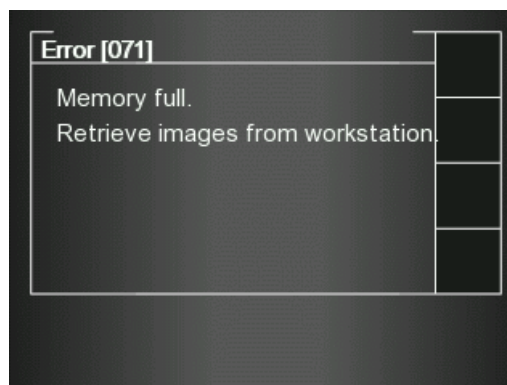 Error [071]
Memory full.
Retrieve images from workstation.